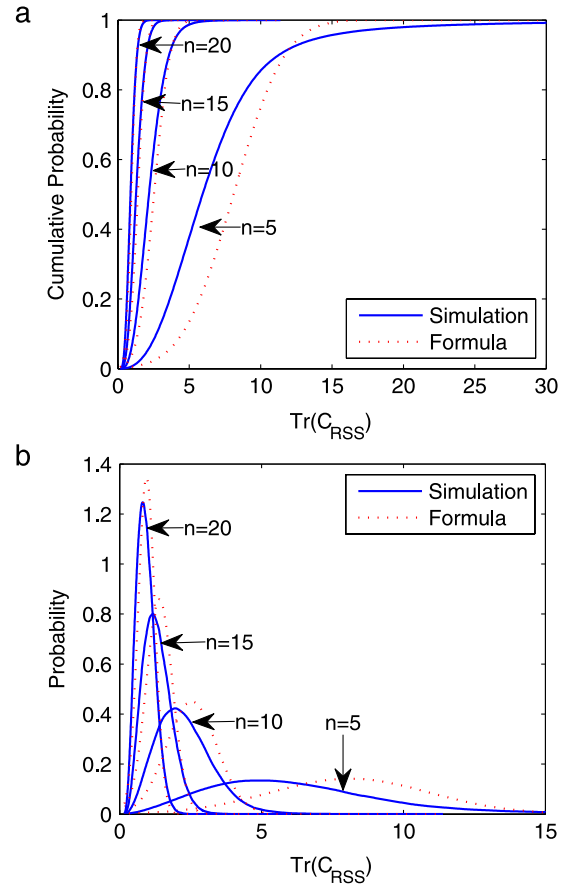 a
1
0.8
0.6
0.4
0.2
0
Cumulative Probability
n=20
n=15
n=10
n=5
Simulation
Formula
0 5 10 15 20 25 30
Tr(C_RSS)
b
1.4
1.2
1
0.8
0.6
0.4
0.2
0
Probability
Simulation
Formula
n=20
n=15
n=10
n=5
0 5 10 15
Tr(C_RSS)